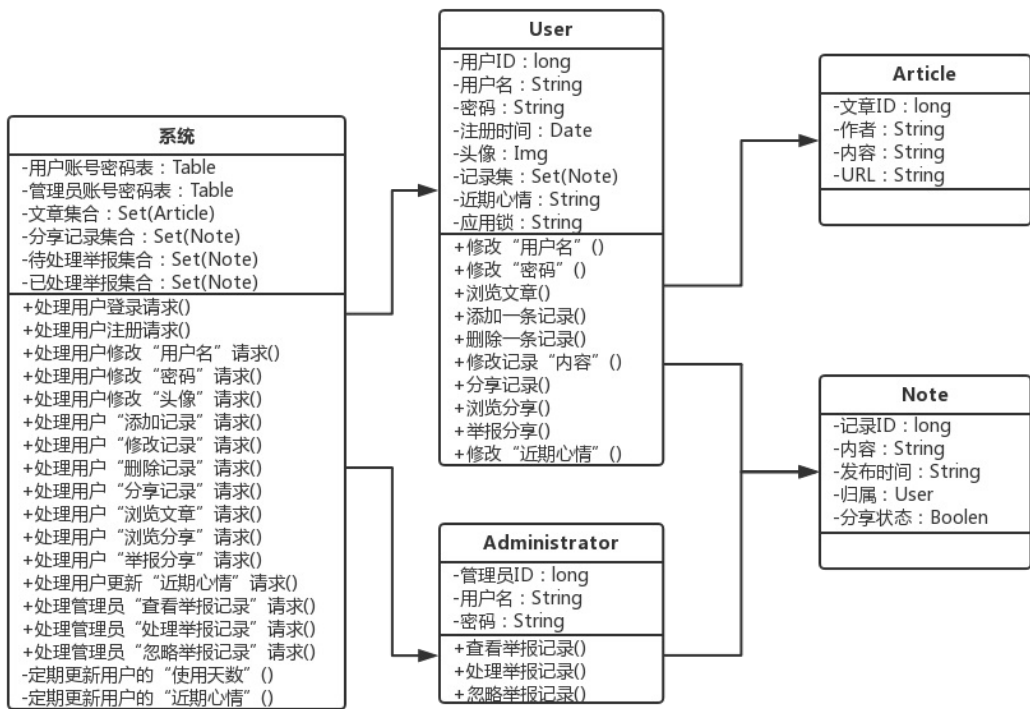 系统
-用户账号密码表：Table
-管理员账号密码表：Table
-文章集合：Set(Article)
-分享记录集合：Set(Note)
-待处理举报集合：Set(Note)
-已处理举报集合：Set(Note)
+处理用户登录请求()
+处理用户注册请求()
+处理用户修改“用户名”请求()
+处理用户修改“密码”请求()
+处理用户修改“头像”请求()
+处理用户“添加记录”请求()
+处理用户“修改记录”请求()
+处理用户“删除记录”请求()
+处理用户“分享记录”请求()
+处理用户“浏览文章”请求()
+处理用户“浏览分享”请求()
+处理用户“举报分享”请求()
+处理用户更新“近期心情”请求()
+处理管理员“查看举报记录”请求()
+处理管理员“处理举报记录”请求()
+处理管理员“忽略举报记录”请求()
-定期更新用户的“使用天数”()
-定期更新用户的“近期心情”()
User
-用户ID：long
-用户名：String
-密码：String
-注册时间：Date
-头像：Img
-记录集：Set(Note)
-近期心情：String
-应用锁：String
+修改“用户名”()
+修改“密码”()
+浏览文章()
+添加一条记录()
+删除一条记录()
+修改记录“内容”()
+分享记录()
+浏览分享()
+举报分享()
+修改“近期心情”()
Administrator
-管理员ID：long
-用户名：String
-密码：String
+查看举报记录()
+处理举报记录()
+忽略举报记录()
Article
-文章ID：long
-作者：String
-内容：String
-URL：String
Note
-记录ID：long
-内容：String
-发布时间：String
-归属：User
-分享状态：Boolen